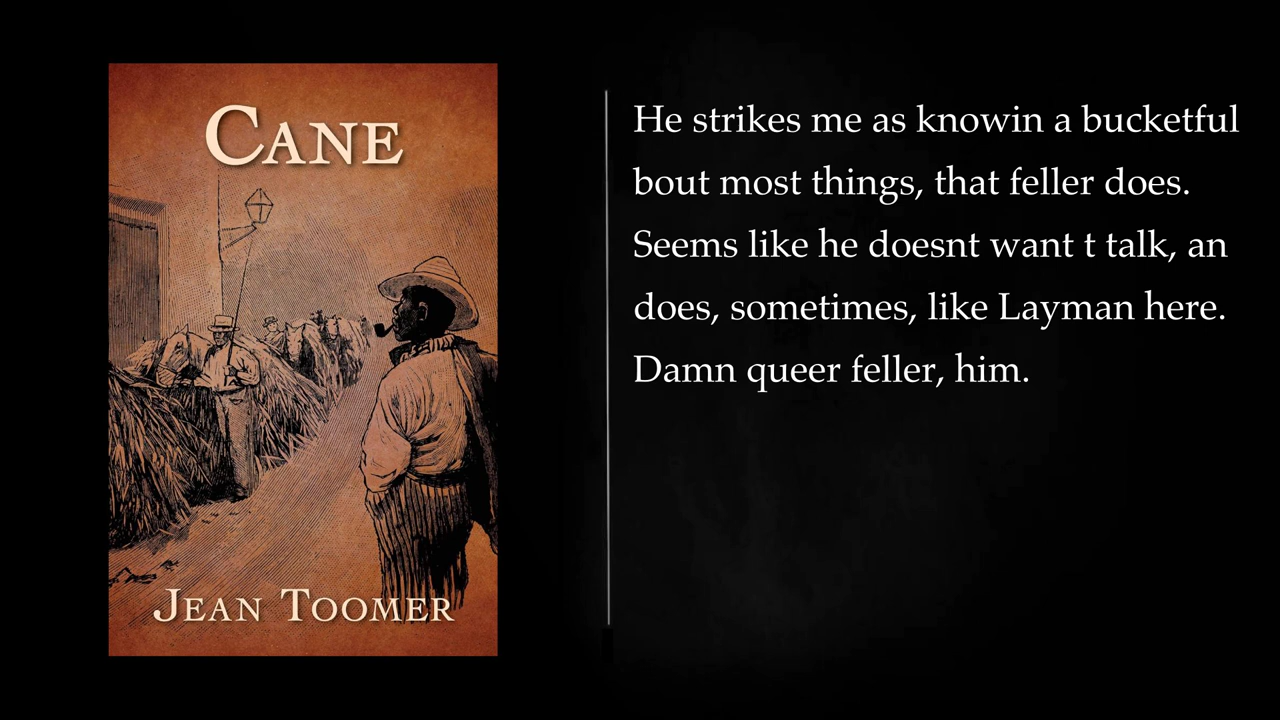 CANE
JEAN TOOMER
He strikes me as knowin a bucketful
bout most things, that feller does.
Seems like he doesnt want t talk, an
does, sometimes, like Layman here.
Damn queer feller, him.